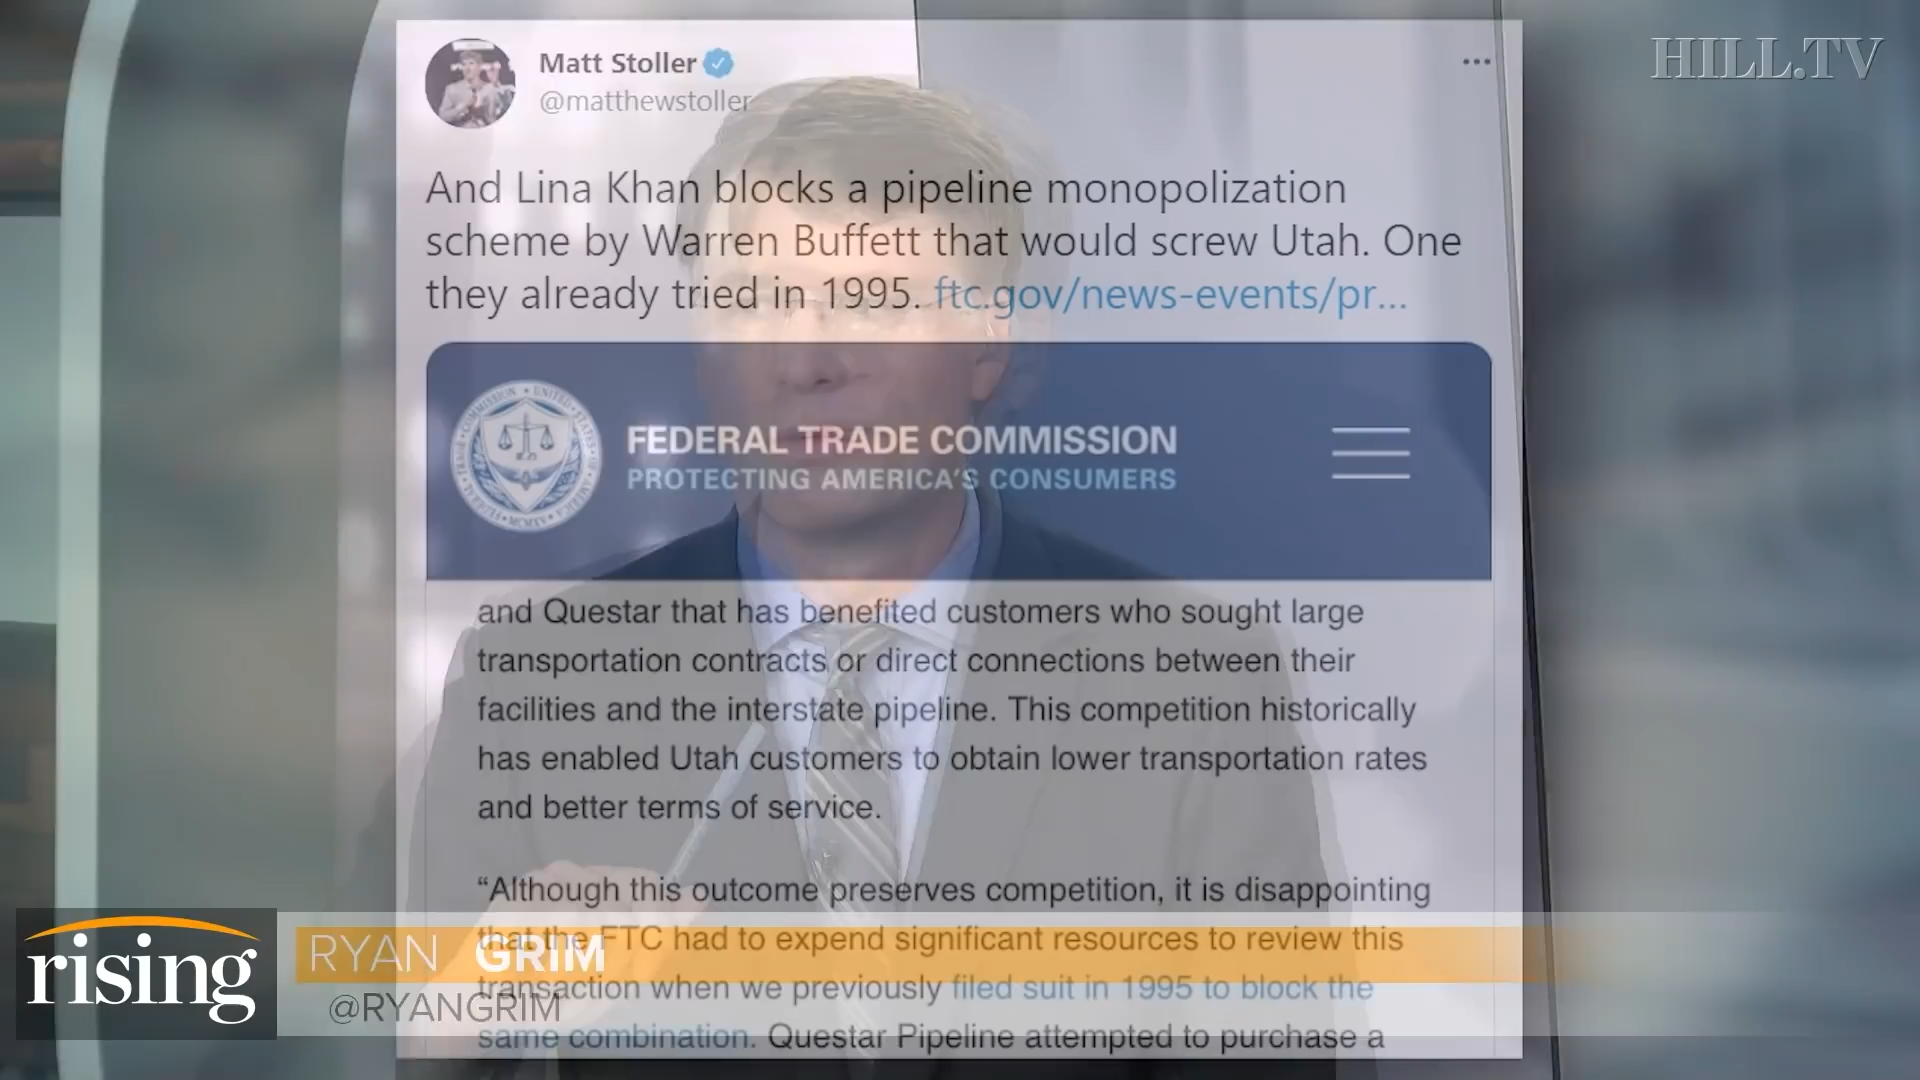 HILL.TV
Matt Stoller
@matthewstoller
And Lina Khan blocks a pipeline monopolization
scheme by Warren Buffett that would screw Utah. One
they already tried in 1995. ftc.gov/news-events/pr...
FEDERAL TRADE COMMISSION
PROTECTING AMERICA'S CONSUMERS
and Questar that has benefited customers who sought large
transportation contracts or direct connections between their
facilities and the interstate pipeline. This competition historically
has enabled Utah customers to obtain lower transportation rates
and better terms of service.
“Although this outcome preserves competition, it is disappointing
that the FTC had to expend significant resources to review this
transaction when we previously filed suit in 1995 to block the
same combination. Questar Pipeline attempted to purchase a
rising
RYAN GRIM
@RYANGRIM